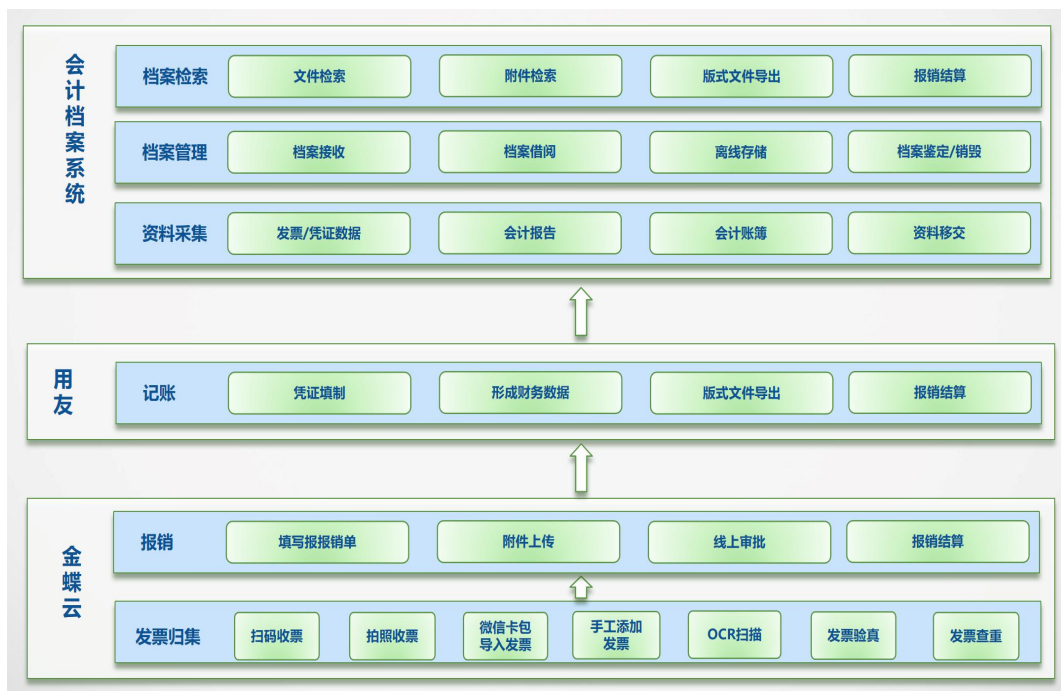 会计档案系统
档案检索
文件检索
附件检索
版式文件导出
报销结算
档案管理
档案接收
档案借阅
离线存储
档案鉴定/销毁
资料采集
发票/凭证数据
会计报告
会计账簿
资料移交
用友
记账
凭证填制
形成财务数据
版式文件导出
报销结算
金蝶云
报销
填写报报销单
附件上传
线上审批
报销结算
发票归集
扫码收票
拍照收票
微信卡包
导入发票
手工添加
发票
OCR扫描
发票验真
发票查重